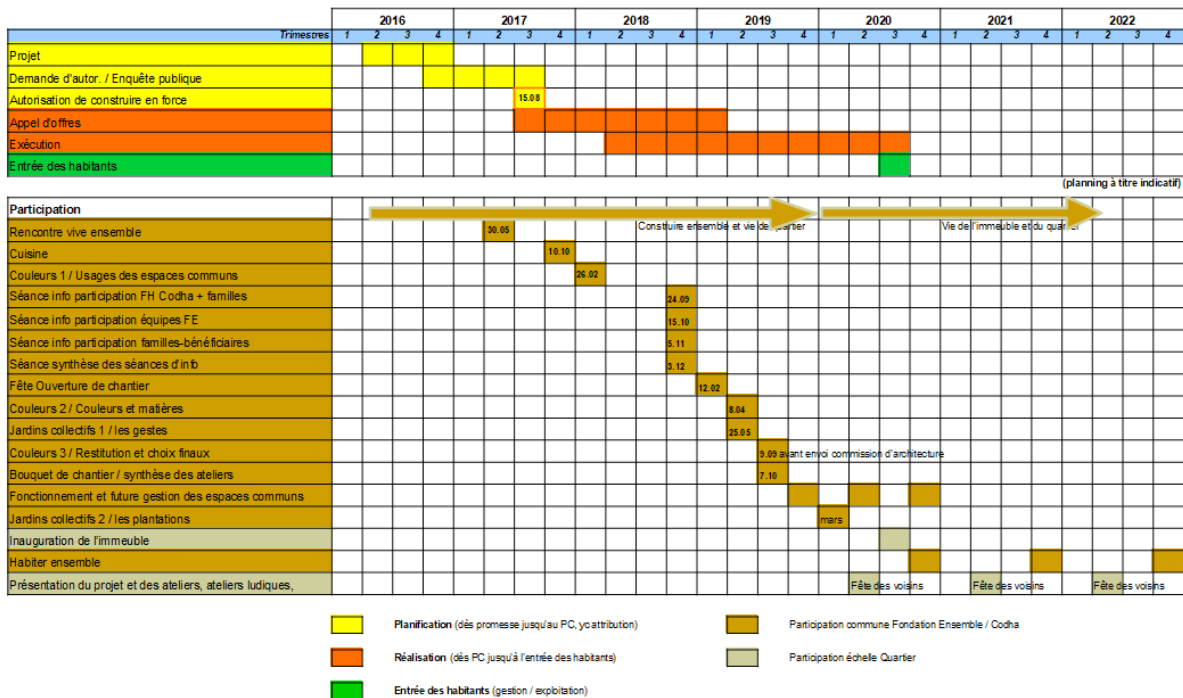 2016 2017 2018 2019 2020 2021 2022
Trimestres 1 2 3 4 1 2 3 4 1 2 3 4 1 2 3 4 1 2 3 4 1 2 3 4 1 2 3 4
Projet
Demande d'autor. / Enquête publique
Autorisation de construire en force 15.08
Appel d'offres
Exécution
Entrée des habitants
(planning à titre indicatif)
Participation
Rencontre vive ensemble 30.05 Construire ensemble et vie de quartier Vie de l'immeuble et du quartier
Cuisine 10.10
Couleurs 1 / Usages des espaces communs 26.02
Séance info participation FH Codha + familles 24.09
Séance info participation équipes FE 15.10
Séance info participation familles-bénéficiaires 5.11
Séance synthèse des séances d'info 3.12
Fête Ouverture de chantier 12.02
Couleurs 2 / Couleurs et matières 8.04
Jardins collectifs 1 / les gestes 25.05
Couleurs 3 / Restitution et choix finaux 9.09 avant envoi commission d'architecture
Bouquet de chantier / synthèse des ateliers 7.10
Fonctionnement et future gestion des espaces communs
Jardins collectifs 2 / les plantations mars
Inauguration de l'immeuble
Habiter ensemble
Présentation du projet et des ateliers, ateliers ludiques, Fête des voisins Fête des voisins Fête des voisins
Planification (dès promesse jusqu'au PC, yc attribution) Participation commune Fondation Ensemble / Codha
Réalisation (dès PC jusqu'à l'entrée des habitants) Participation échelle Quartier
Entrée des habitants (gestion / exploitation)